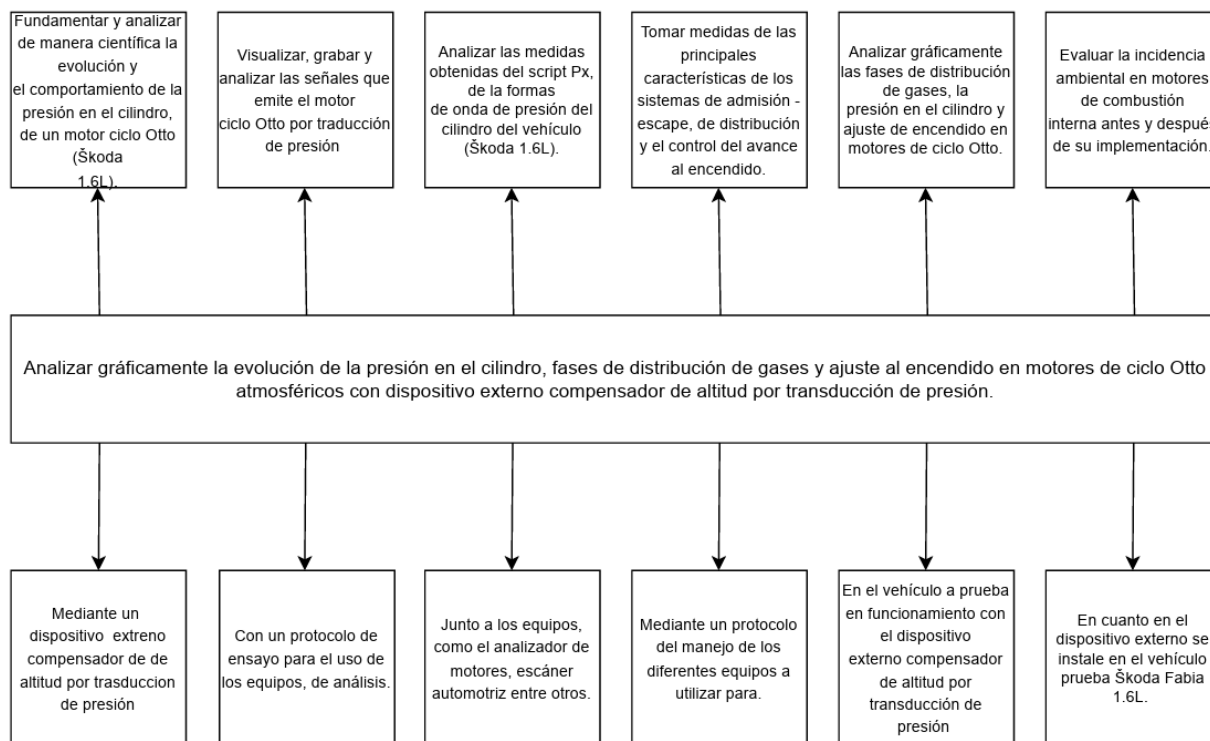 Fundamentar y analizar
de manera científica la
evolución y
el comportamiento de la
presión en el cilindro,
de un motor ciclo Otto
(Škoda
1.6L).
Visualizar, grabar y
analizar las señales que
emite el motor
ciclo Otto por traducción
de presión
Analizar las medidas
obtenidas del script Px,
de la formas
de onda de presión del
cilindro del vehículo
(Škoda 1.6L).
Tomar medidas de las
principales
características de los
sistemas de admisión -
escape, de distribución
y el control del avance
al encendido.
Analizar gráficamente
las fases de distribución
de gases, la
presión en el cilindro y
ajuste de encendido en
motores de ciclo Otto.
Evaluar la incidencia
ambiental en motores
de combustión
interna antes y después
de su implementación.
Analizar gráficamente la evolución de la presión en el cilindro, fases de distribución de gases y ajuste al encendido en motores de ciclo Otto
atmosféricos con dispositivo externo compensador de altitud por transducción de presión.
Mediante un
dispositivo extreno
compensador de de
altitud por trasduccion
de presión
Con un protocolo de
ensayo para el uso de
los equipos, de análisis.
Junto a los equipos,
como el analizador de
motores, escáner
automotriz entre otros.
Mediante un protocolo
del manejo de los
diferentes equipos a
utilizar para.
En el vehículo a prueba
en funcionamiento con
el dispositivo
externo compensador
de altitud por
transducción de
presión
En cuanto en el
dispositivo externo se
instale en el vehículo
prueba Škoda Fabia
1.6L.